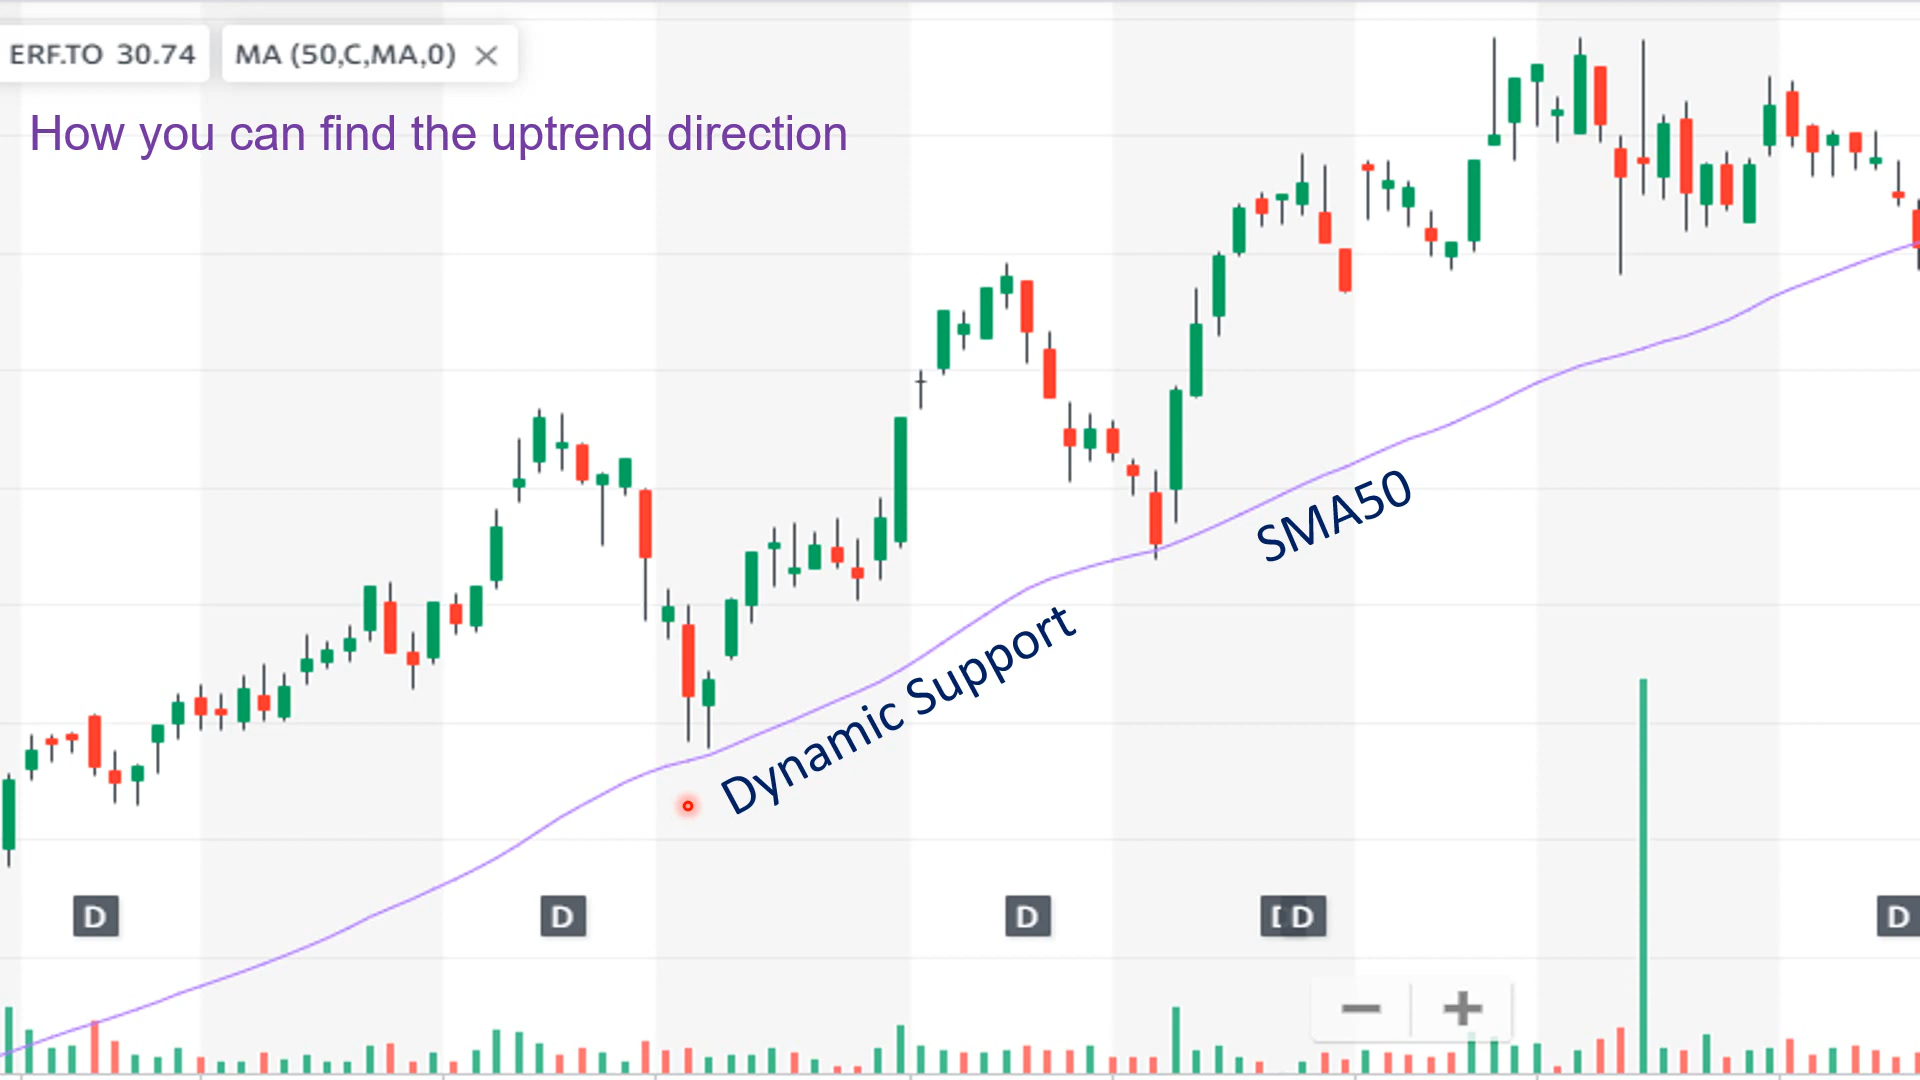 ERF.TO 30.74 MA (50,C,MA,0)
How you can find the uptrend direction
SMA50
Dynamic Support
D D D D D